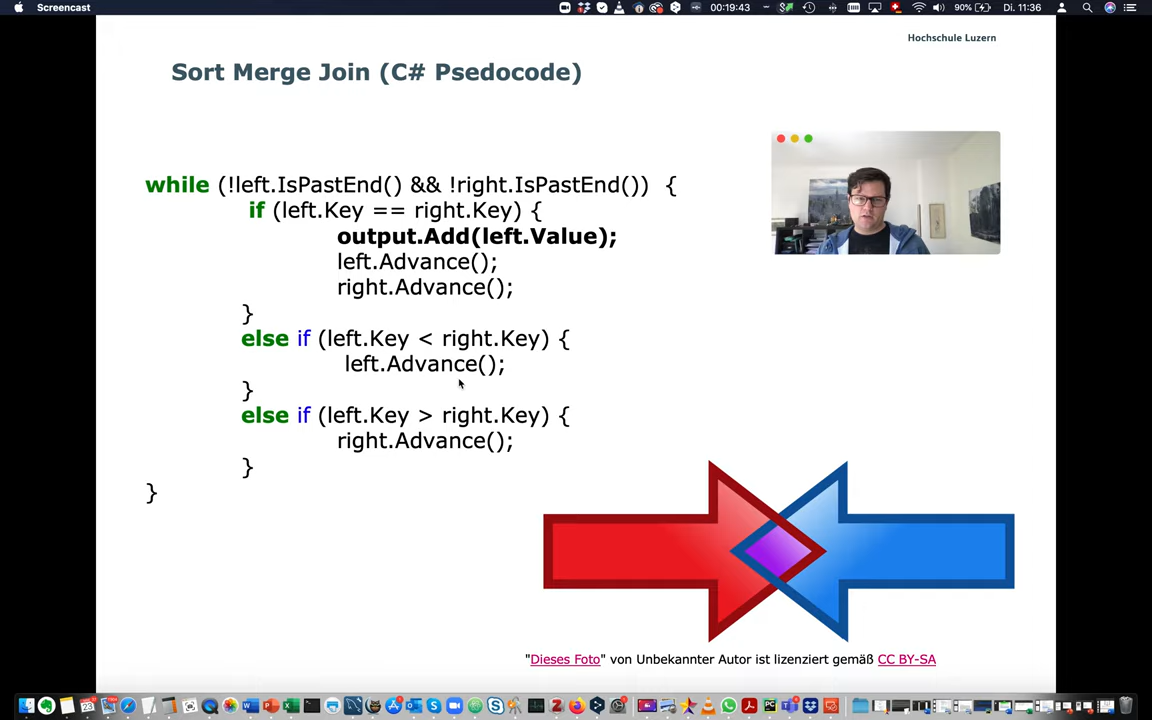 Screencast
00:19:43
90%
Di. 11:36
Hochschule Luzern
Sort Merge Join (C# Psedocode)
while (!left.IsPastEnd() && !right.IsPastEnd()) {
if (left.Key == right.Key) {
output.Add(left.Value);
left.Advance();
right.Advance();
}
else if (left.Key < right.Key) {
left.Advance();
}
else if (left.Key > right.Key) {
right.Advance();
}
}
"Dieses Foto" von Unbekannter Autor ist lizenziert gemäß CC BY-SA